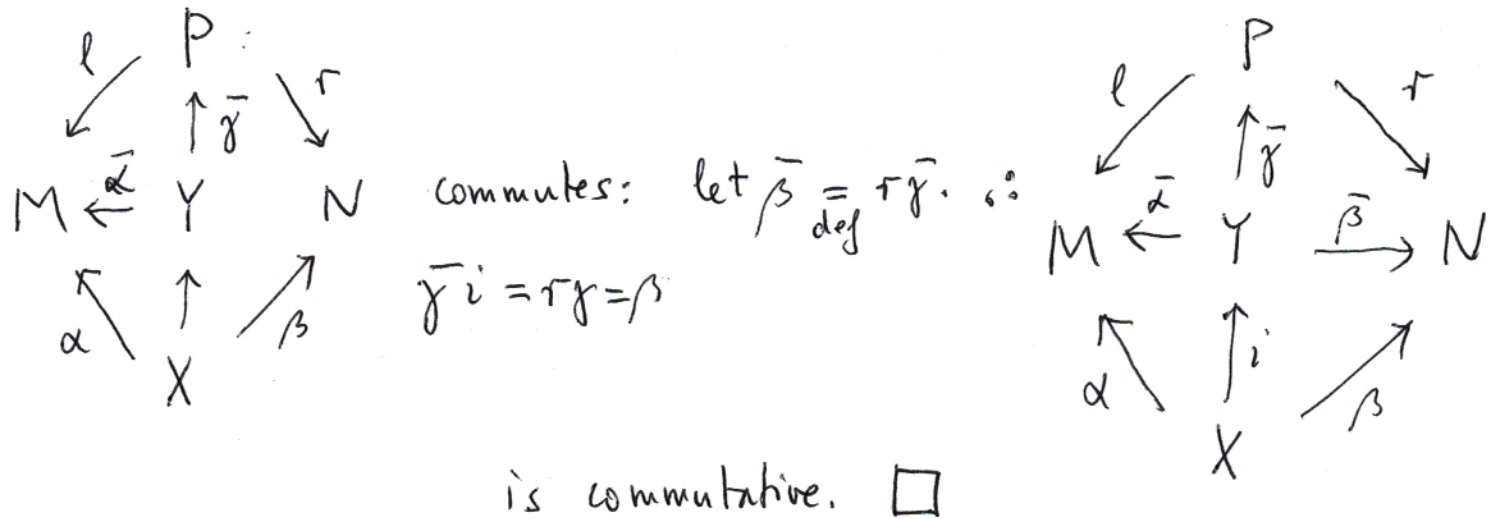 P P
l r l r
γ̄ γ̄
M ᾱ Y N commutes: let β̄ =def rγ̄. ∴ M ᾱ Y β̄ N
γ̄i = rγ = β
α β α i β
X X
is commutative. □